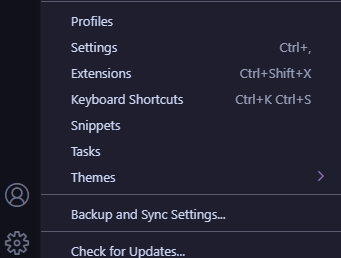 Profiles
Settings Ctrl+,
Extensions Ctrl+Shift+X
Keyboard Shortcuts Ctrl+K Ctrl+S
Snippets
Tasks
Themes
Backup and Sync Settings...
Check for Updates...